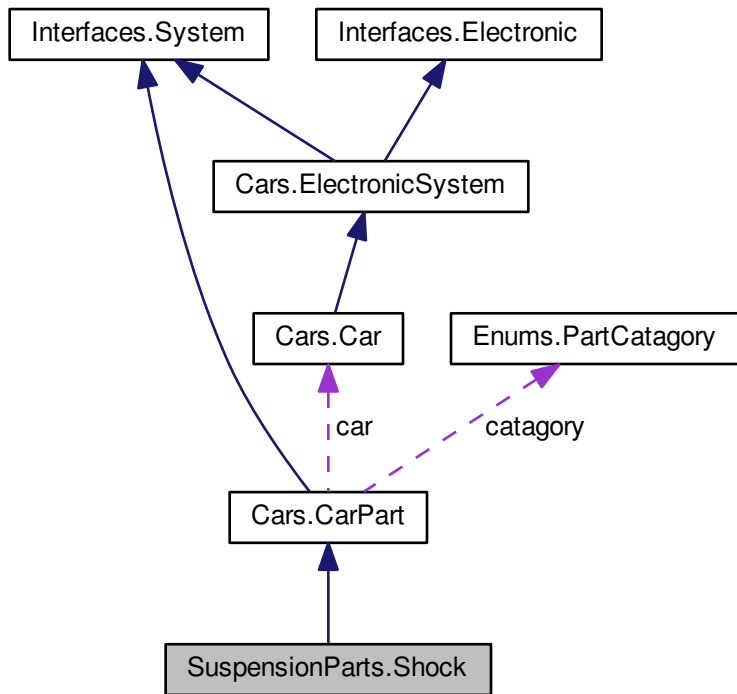 Interfaces.System
Interfaces.Electronic
Cars.ElectronicSystem
Cars.Car
Enums.PartCatagory
car
catagory
Cars.CarPart
SuspensionParts.Shock